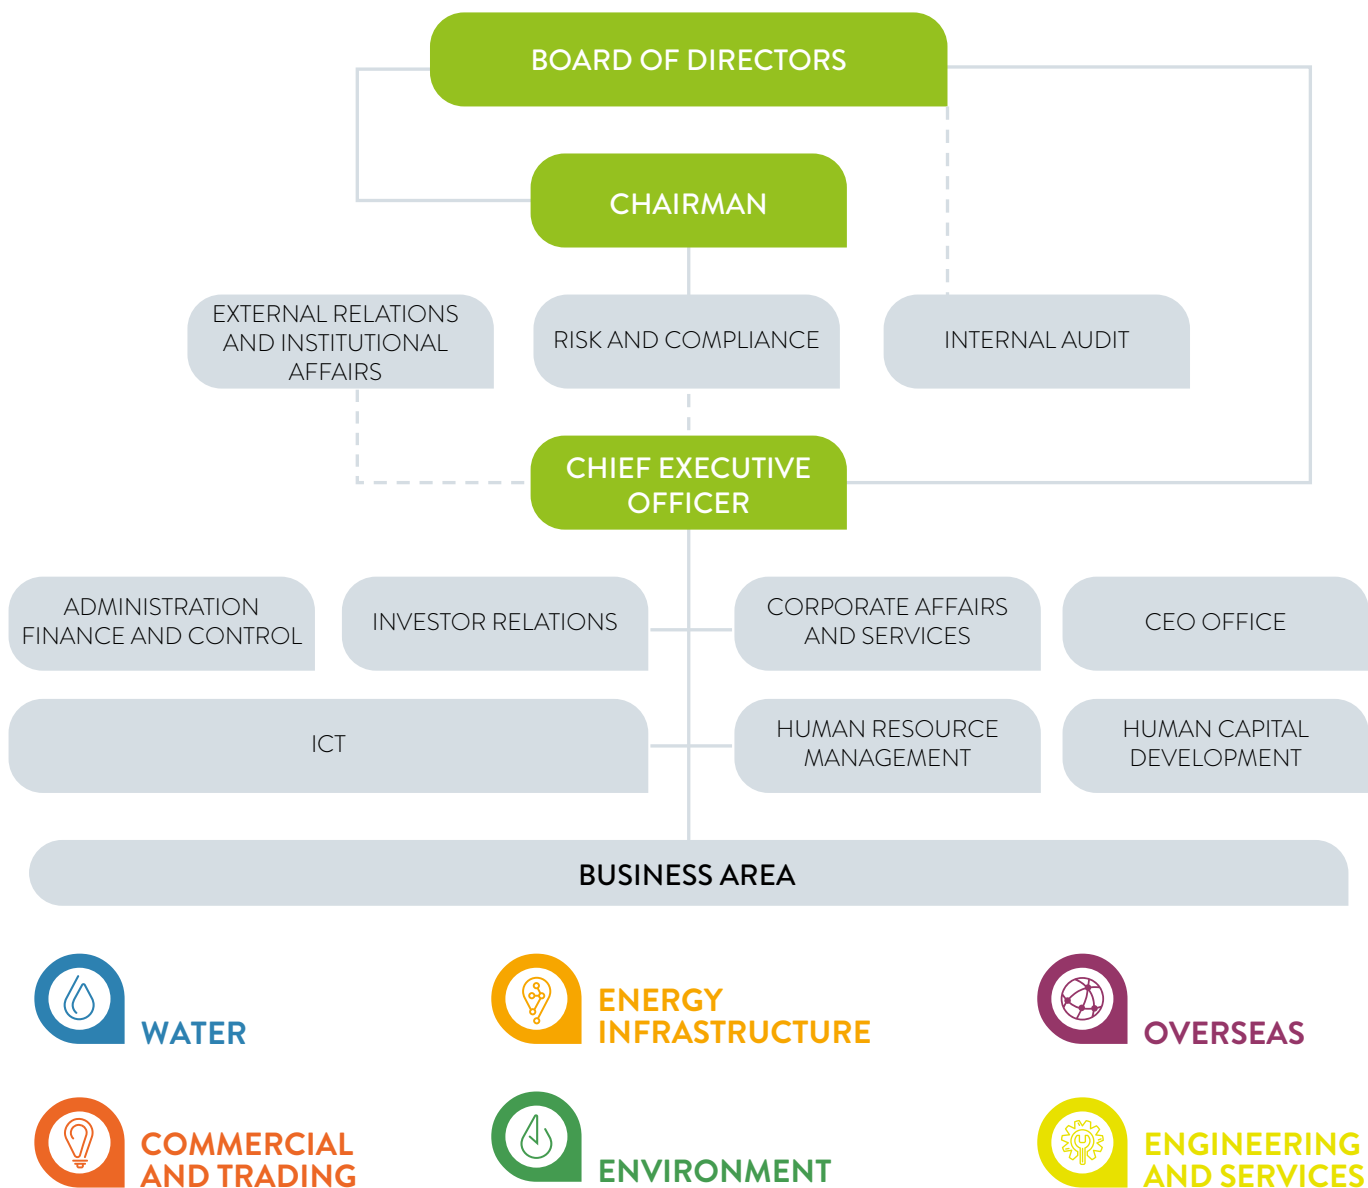 BOARD OF DIRECTORS
CHAIRMAN
EXTERNAL RELATIONS
AND INSTITUTIONAL
AFFAIRS
RISK AND COMPLIANCE
INTERNAL AUDIT
CHIEF EXECUTIVE
OFFICER
ADMINISTRATION
FINANCE AND CONTROL
INVESTOR RELATIONS
CORPORATE AFFAIRS
AND SERVICES
CEO OFFICE
ICT
HUMAN RESOURCE
MANAGEMENT
HUMAN CAPITAL
DEVELOPMENT
BUSINESS AREA
WATER
ENERGY
INFRASTRUCTURE
OVERSEAS
COMMERCIAL
AND TRADING
ENVIRONMENT
ENGINEERING
AND SERVICES